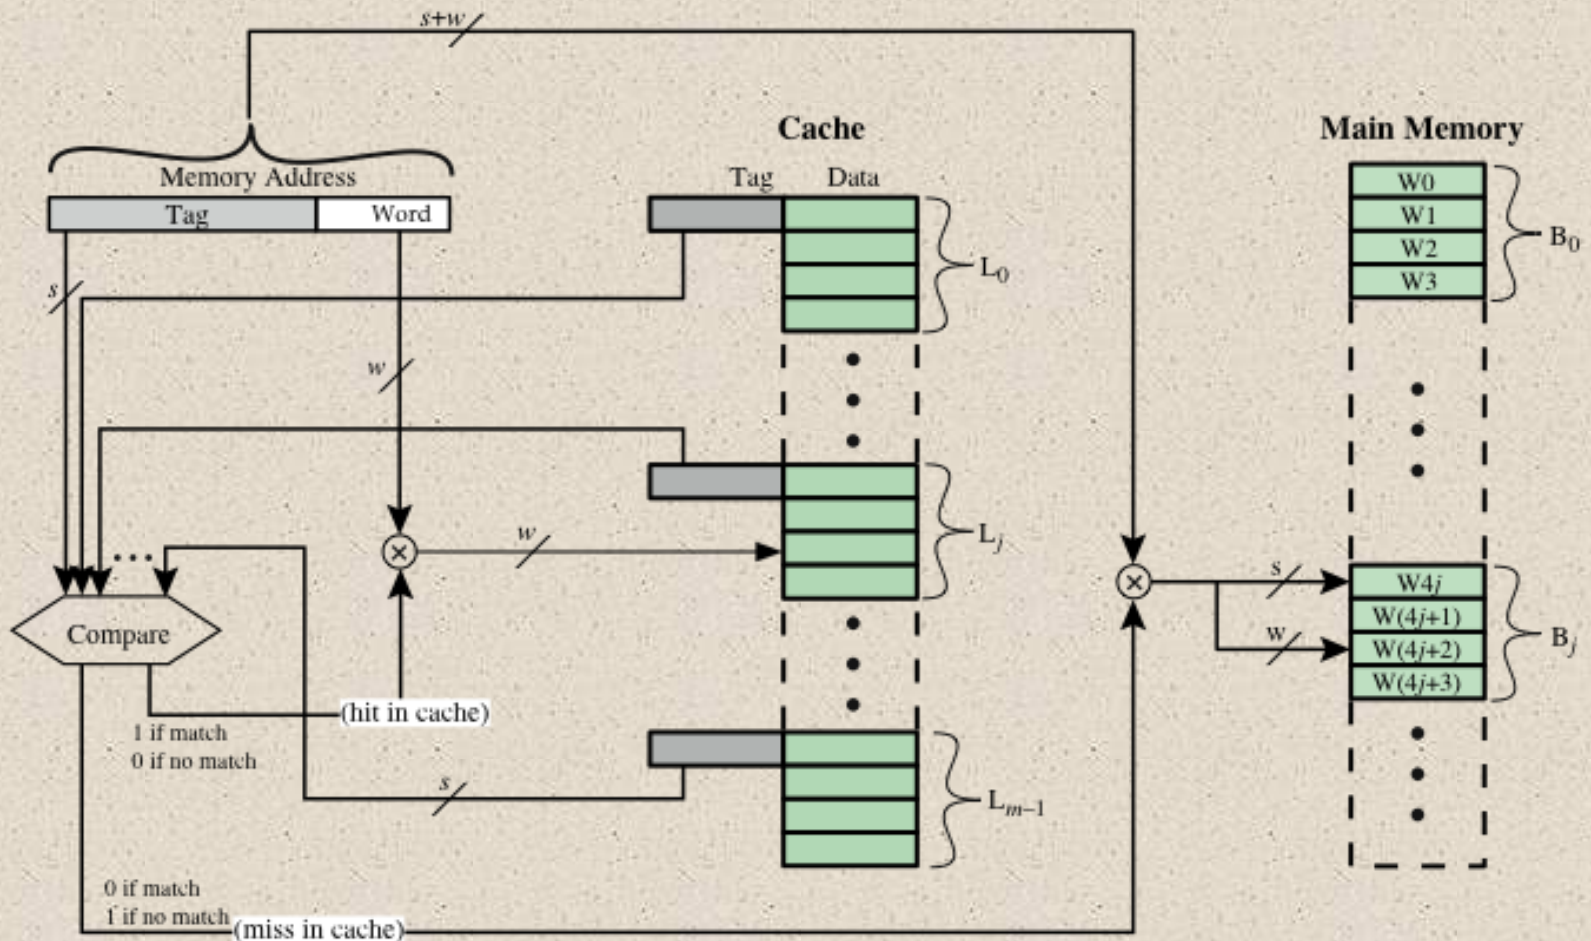 s+w
Cache
Main Memory
Memory Address
Tag Data
Tag Word
W0
W1
W2
W3
B0
L0
s
w
w
Lj
s
w
W4j
W(4j+1)
W(4j+2)
W(4j+3)
Bj
Compare
(hit in cache)
1 if match
0 if no match
s
Lm–1
0 if match
1 if no match
(miss in cache)